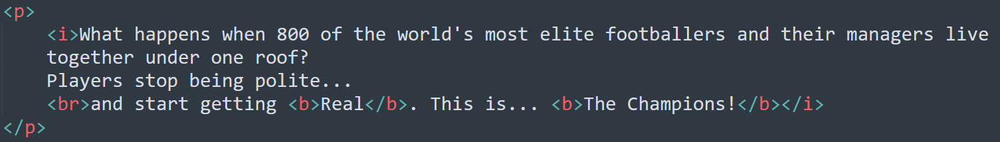 <p>
<i>What happens when 800 of the world's most elite footballers and their managers live
together under one roof?
Players stop being polite...
<br>and start getting <b>Real</b>. This is... <b>The Champions!</b></i>
</p>